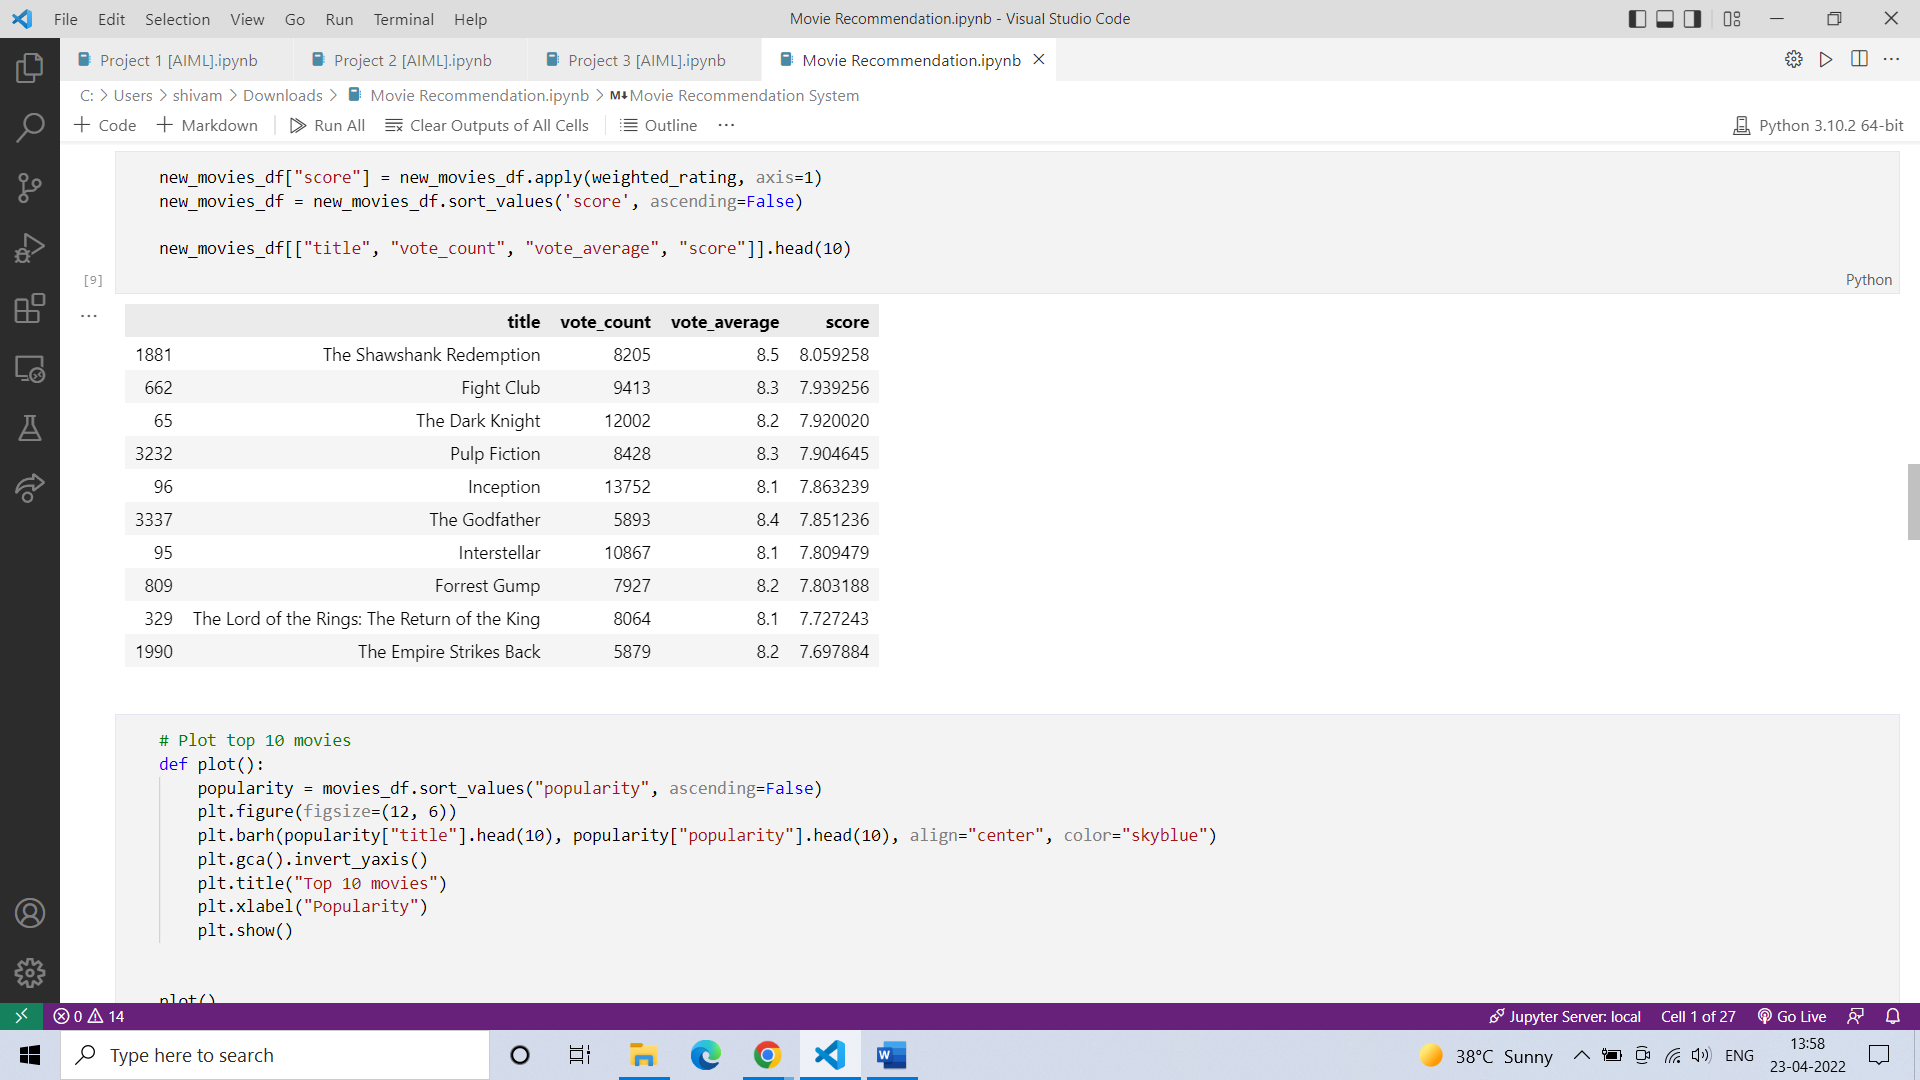 File Edit Selection View Go Run Terminal Help
Movie Recommendation.ipynb - Visual Studio Code
Project 1 [AIML].ipynb
Project 2 [AIML].ipynb
Project 3 [AIML].ipynb
Movie Recommendation.ipynb
C: > Users > shivam > Downloads > Movie Recommendation.ipynb > M↓Movie Recommendation System
+ Code + Markdown Run All Clear Outputs of All Cells Outline ...
Python 3.10.2 64-bit
new_movies_df["score"] = new_movies_df.apply(weighted_rating, axis=1)
new_movies_df = new_movies_df.sort_values('score', ascending=False)
new_movies_df[["title", "vote_count", "vote_average", "score"]].head(10)
[9]
Python
...
title vote_count vote_average score
1881 The Shawshank Redemption 8205 8.5 8.059258
662 Fight Club 9413 8.3 7.939256
65 The Dark Knight 12002 8.2 7.920020
3232 Pulp Fiction 8428 8.3 7.904645
96 Inception 13752 8.1 7.863239
3337 The Godfather 5893 8.4 7.851236
95 Interstellar 10867 8.1 7.809479
809 Forrest Gump 7927 8.2 7.803188
329 The Lord of the Rings: The Return of the King 8064 8.1 7.727243
1990 The Empire Strikes Back 5879 8.2 7.697884
# Plot top 10 movies
def plot():
    popularity = movies_df.sort_values("popularity", ascending=False)
    plt.figure(figsize=(12, 6))
    plt.barh(popularity["title"].head(10), popularity["popularity"].head(10), align="center", color="skyblue")
    plt.gca().invert_yaxis()
    plt.title("Top 10 movies")
    plt.xlabel("Popularity")
    plt.show()
plot()
0 14
Jupyter Server: local Cell 1 of 27 Go Live
Type here to search
38°C Sunny
ENG
13:58
23-04-2022